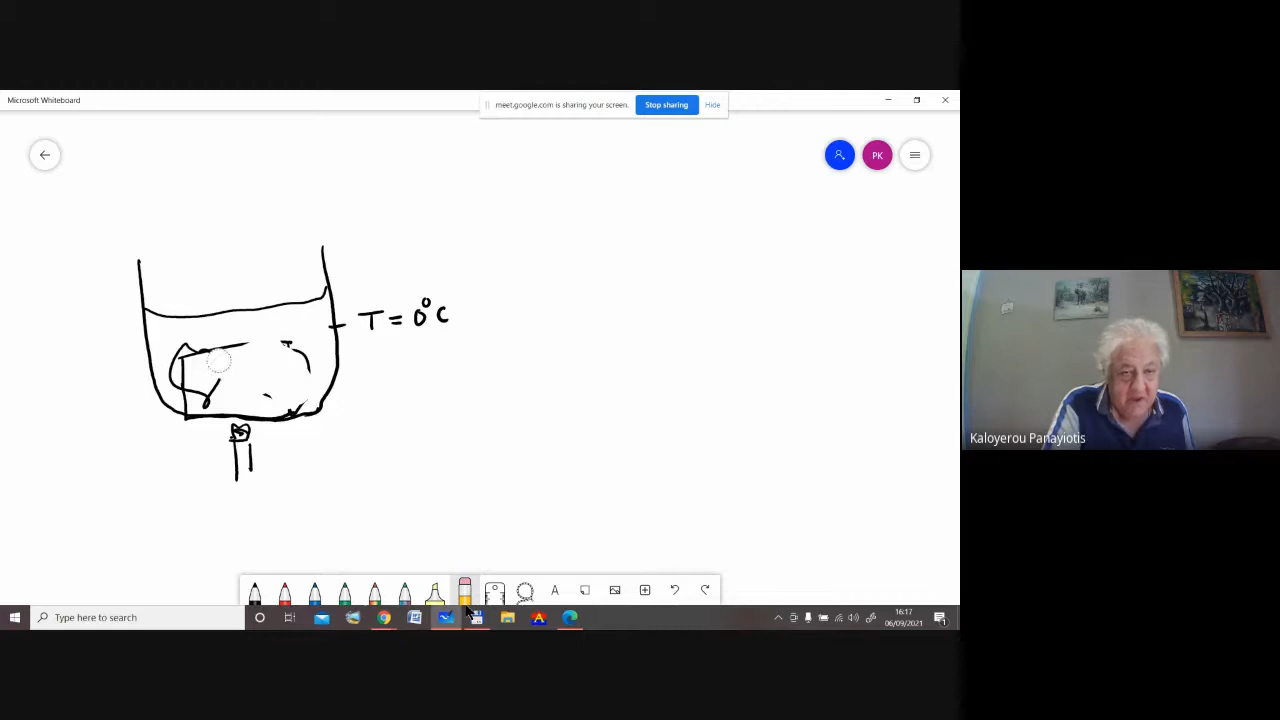 Microsoft Whiteboard
meet.google.com is sharing your screen.
Stop sharing
Hide
PK
T = 0°C
Kaloyerou Panayiotis
A
Type here to search
16:17
06/09/2021